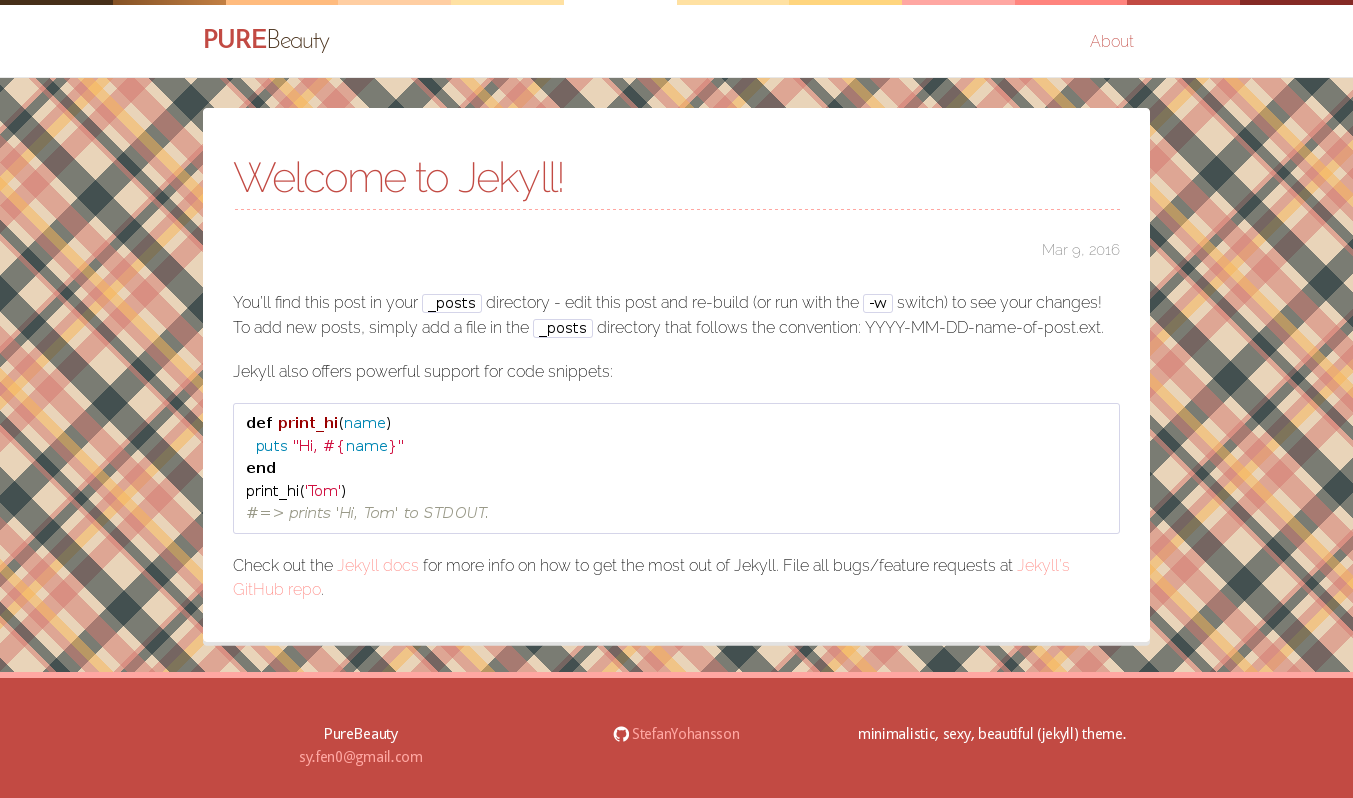 PUREBeauty
About
Welcome to Jekyll!
Mar 9, 2016
You'll find this post in your _posts directory - edit this post and re-build (or run with the -w switch) to see your changes!
To add new posts, simply add a file in the _posts directory that follows the convention: YYYY-MM-DD-name-of-post.ext.
Jekyll also offers powerful support for code snippets:
def print_hi(name)
  puts "Hi, #{name}"
end
print_hi('Tom')
#=> prints 'Hi, Tom' to STDOUT.
Check out the Jekyll docs for more info on how to get the most out of Jekyll. File all bugs/feature requests at Jekyll's
GitHub repo.
PureBeauty
sy.fen0@gmail.com
StefanYohansson
minimalistic, sexy, beautiful (jekyll) theme.